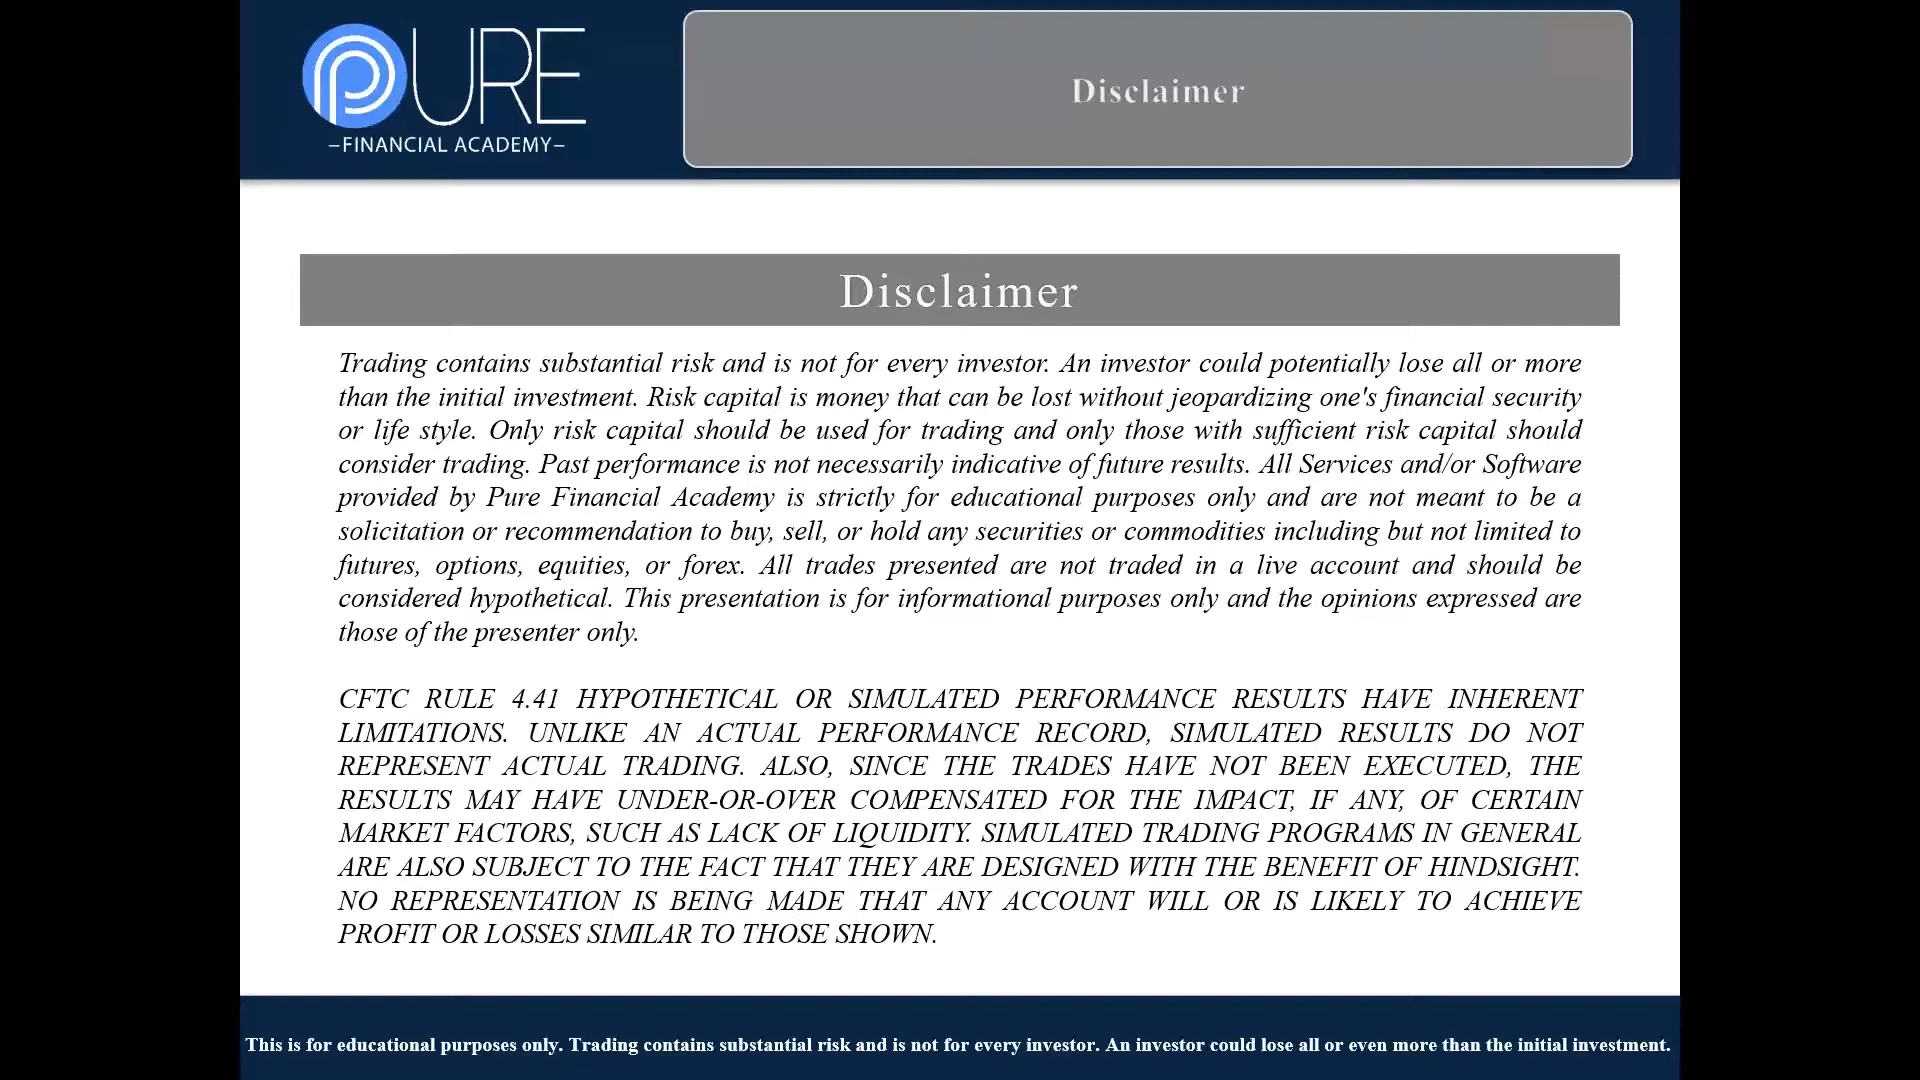 PURE
–FINANCIAL ACADEMY–
Disclaimer
Disclaimer
Trading contains substantial risk and is not for every investor. An investor could potentially lose all or more
than the initial investment. Risk capital is money that can be lost without jeopardizing one's financial security
or life style. Only risk capital should be used for trading and only those with sufficient risk capital should
consider trading. Past performance is not necessarily indicative of future results. All Services and/or Software
provided by Pure Financial Academy is strictly for educational purposes only and are not meant to be a
solicitation or recommendation to buy, sell, or hold any securities or commodities including but not limited to
futures, options, equities, or forex. All trades presented are not traded in a live account and should be
considered hypothetical. This presentation is for informational purposes only and the opinions expressed are
those of the presenter only.
CFTC RULE 4.41 HYPOTHETICAL OR SIMULATED PERFORMANCE RESULTS HAVE INHERENT
LIMITATIONS. UNLIKE AN ACTUAL PERFORMANCE RECORD, SIMULATED RESULTS DO NOT
REPRESENT ACTUAL TRADING. ALSO, SINCE THE TRADES HAVE NOT BEEN EXECUTED, THE
RESULTS MAY HAVE UNDER-OR-OVER COMPENSATED FOR THE IMPACT, IF ANY, OF CERTAIN
MARKET FACTORS, SUCH AS LACK OF LIQUIDITY. SIMULATED TRADING PROGRAMS IN GENERAL
ARE ALSO SUBJECT TO THE FACT THAT THEY ARE DESIGNED WITH THE BENEFIT OF HINDSIGHT.
NO REPRESENTATION IS BEING MADE THAT ANY ACCOUNT WILL OR IS LIKELY TO ACHIEVE
PROFIT OR LOSSES SIMILAR TO THOSE SHOWN.
This is for educational purposes only. Trading contains substantial risk and is not for every investor. An investor could lose all or even more than the initial investment.